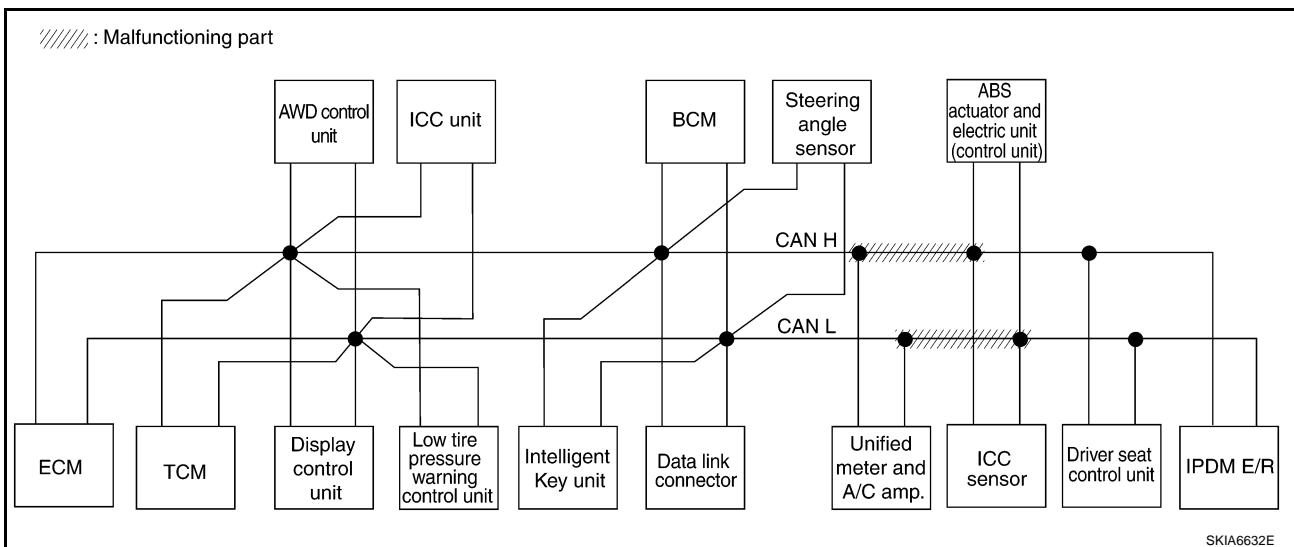 : Malfunctioning part
AWD control
unit
ICC unit
BCM
Steering
angle
sensor
ABS
actuator and
electric unit
(control unit)
CAN H
CAN L
ECM
TCM
Display
control
unit
Low tire
pressure
warning
control unit
Intelligent
Key unit
Data link
connector
Unified
meter and
A/C amp.
ICC
sensor
Driver seat
control unit
IPDM E/R
SKIA6632E